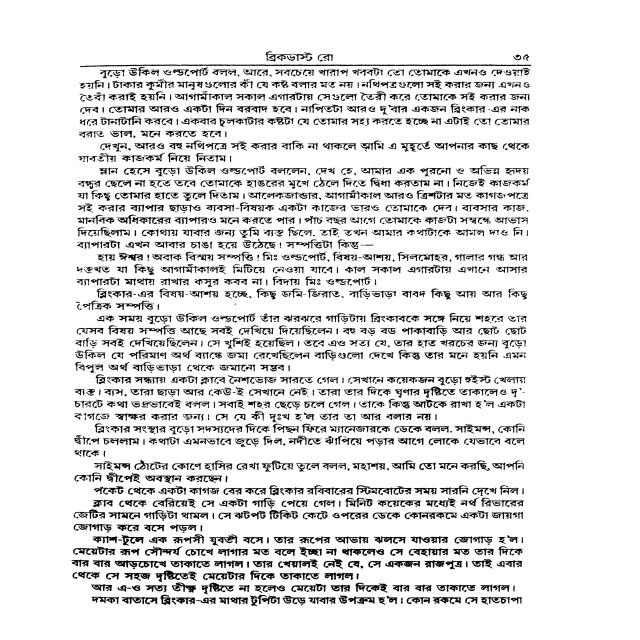 ব্রিকডাস্ট রো ৩৫
বুড়ো উকিল ওল্ডপোর্ট বলল, আরে, সবচেয়ে খারাপ খবরটা তো তোমাকে এখনও দেওয়াই
হয়নি। টাকার কুমীর মানুষগুলোর কী যে কষ্ট বলার মত নয়। নথিপত্রগুলো সই করার জন্য এখনও
তৈরী করাই হয়নি। আগামীকাল সকাল এগারটায় সেগুলো তৈরী করে তোমাকে সই করার জন্য
দেব। তোমার আরও একটা দিন বরবাদ হবে। নাপিতটা আরও দু'বার একজন ব্লিংকার-এর নাক
ধরে টানাটানি করবে। একবার চুলকাটার কষ্টটা যে তোমার সহ্য করতে হচ্ছে না এটাই তো তোমার
বরাত ভাল, মনে করতে হবে।
দেখুন, আরও বহু নথিপত্রে সই করার বাকি না থাকলে আমি এ মুহূর্তে আপনার কাছ থেকে
যাবতীয় কাজকর্ম নিয়ে নিতাম।
ম্লান হেসে বুড়ো উকিল ওল্ডপোর্ট বললেন, দেখ হে, আমার এক পুরনো ও অভিন্ন হৃদয়
বন্ধুর ছেলে না হতে তবে তোমাকে হাঙরের মুখে ঠেলে দিতে দ্বিধা করতাম না। নিজেই কাজকর্ম
যা কিছু তোমার হাতে তুলে দিতাম। আলেকজান্ডার, আগামীকাল আরও ত্রিশটার মত কাগজপত্রে
সই করার ব্যাপার ছাড়াও ব্যবসা-বিষয়ক একটা কাজের ভারও তোমাকে দেব। ব্যবসার কাজ,
মানবিক অধিকারের ব্যাপারও মনে করতে পার। পাঁচ বছর আগে তোমাকে কাজটা সম্বন্ধে আভাস
দিয়েছিলাম। কোথায় যাবার জন্য তুমি ব্যস্ত ছিলে, তাই তখন আমার কথাটাকে আমল দাও নি।
ব্যাপারটা এখন আবার চাঙা হয়ে উঠেছে! সম্পত্তিটা কিন্তু—
হায় ঈশ্বর! অবাক বিস্ময় সম্পত্তি! মিঃ ওল্ডপোর্ট, বিষয়-আশয়, সিলমোহর, গালার গন্ধ আর
দস্তখত যা কিছু আগামীকালই মিটিয়ে নেওয়া যাবে। কাল সকাল এগারটায় এখানে আসার
ব্যাপারটা মাথায় রাখার কসুর করব না। বিদায় মিঃ ওল্ডপোর্ট।
ব্লিংকার-এর বিষয়-আশয় হচ্ছে, কিছু জমি-জিরাত, বাড়িভাড়া বাবদ কিছু আয় আর কিছু
পৈত্রিক সম্পত্তি।
এক সময় বুড়ো উকিল ওল্ডপোর্ট তাঁর ঝরঝরে গাড়িটায় ব্লিংকারকে সঙ্গে নিয়ে শহরে তার
যেসব বিষয় সম্পত্তি আছে সবই দেখিয়ে দিয়েছিলেন। বড় বড় বড় পাকাবাড়ি আর ছোট ছোট
বাড়ি সবই দেখিয়েছিলেন। সে খুশিই হয়েছিল। তবে এও সত্য যে, তার হাত খরচের জন্য বুড়ো
উকিল যে পরিমাণ অর্থ ব্যাঙ্কে জমা রেখেছিলেন বাড়িগুলো দেখে কিন্তু তার মনে হয়নি এমন
বিপুল অর্থ বাড়িভাড়া থেকে জমানো সম্ভব।
ব্লিংকার সন্ধ্যায় একটা ক্লাবে নৈশভোজ সারতে গেল। সেখানে কয়েকজন বুড়ো হুইস্ট খেলায়
ব্যস্ত। ব্যস, তারা ছাড়া আর কেউ-ই সেখানে নেই। তারা তার দিকে ঘৃণার দৃষ্টিতে তাকালেও দু'-
চারটে কথা ভদ্রভাবেই বলল। সবাই শহর ছেড়ে চলে গেল। তাকে কিন্তু আটকে রাখা হ'ল একটা
কাগজে স্বাক্ষর করার জন্য। সে যে কী দুঃখ হ'ল তার তা আর বলার নয়।
ব্লিংকার সংস্থার বুড়ো সদস্যদের দিকে পিছন ফিরে ম্যানেজারকে ডেকে বলল, সাইমন্স, কোনি
দ্বীপে চললাম। কথাটা এমনভাবে জুড়ে দিল, নদীতে ঝাঁপিয়ে পড়ার আগে লোকে যেভাবে বলে
থাকে।
সাইমন্স ঠোঁটের কোণে হাসির রেখা ফুটিয়ে তুলে বলল, মহাশয়, আমি তো মনে করছি, আপনি
কোনি দ্বীপেই অবস্থান করছেন।
পকেট থেকে একটা কাগজ বের করে ব্লিংকার রবিবারের স্টিমবোটের সময় সারনি দেখে নিল।
ক্লাব থেকে বেরিয়েই সে একটা গাড়ি পেয়ে গেল। মিনিট কয়েকের মধ্যেই নর্থ রিভারের
জেটির সামনে গাড়িটা থামল। সে ঝটপট টিকিট কেটে ওপরের ডেকে কোনরকমে একটা জায়গা
জোগাড় করে বসে পড়ল।
ক্যাশ-টুলে এক রূপসী যুবতী বসে। তার রূপের আভায় ঝলসে যাওয়ার জোগাড় হ'ল।
মেয়েটার রূপ সৌন্দর্য চোখে লাগার মত বলে ইচ্ছা না থাকলেও সে বেহায়ার মত তার দিকে
বার বার আড়চোখে তাকাতে লাগল। তার খেয়ালই নেই যে, সে একজন রাজপুত্র। তাই এবার
থেকে সে সহজ দৃষ্টিতেই মেয়েটার দিকে তাকাতে লাগল।
আর এ-ও সত্য তীক্ষ্ণ দৃষ্টিতে না হলেও মেয়েটা তার দিকেই বার বার তাকাতে লাগল।
দমকা বাতাসে ব্লিংকার-এর মাথার টুপিটা উড়ে যাবার উপক্রম হ'ল। কোন রকমে সে হাতচাপা